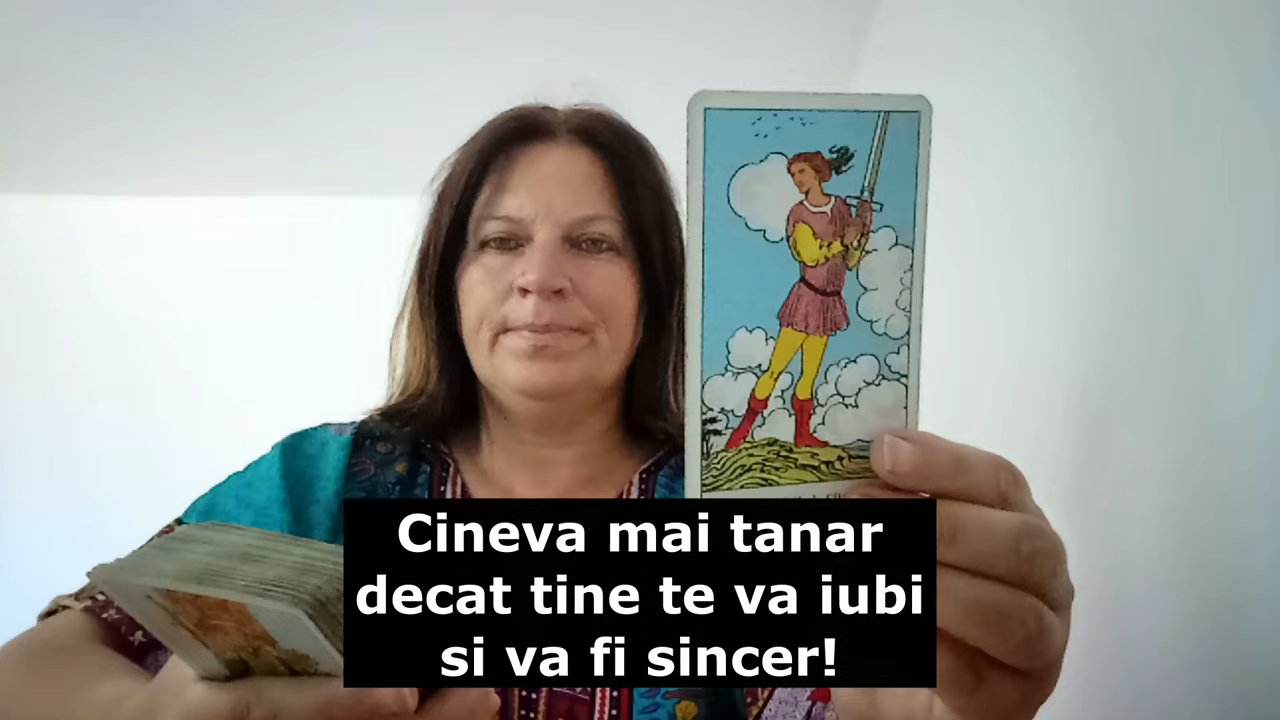 Cineva mai tanar
decat tine te va iubi
si va fi sincer!